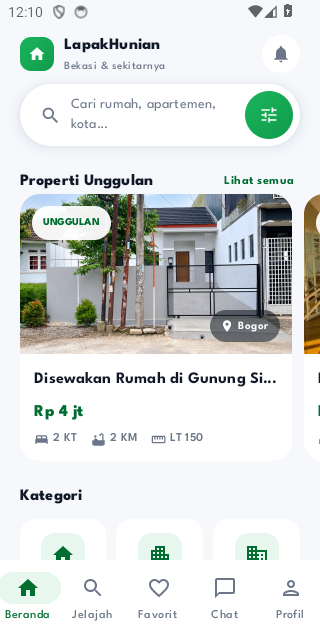 12:10
LapakHunian
Bekasi & sekitarnya
Cari rumah, apartemen,
kota...
Properti Unggulan
Lihat semua
UNGGULAN
Bogor
Disewakan Rumah di Gunung Si...
Rp 4 jt
2 KT
2 KM
LT 150
Kategori
Beranda
Jelajah
Favorit
Chat
Profil